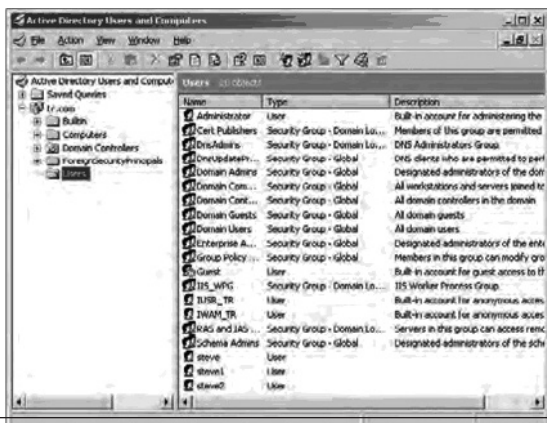 Active Directory Users and Computers
File Action View Window Help
Active Directory Users and Comput
Saved Queries
tr.com
Builtin
Computers
Domain Controllers
ForeignSecurityPrincipals
Users
Users 20 objects
Name Type Description
Administrator User Built-in account for administering the
Cert Publishers Security Group - Domain Lo... Members of this group are permitted
DnsAdmins Security Group - Domain Lo... DNS Administrators Group
DnsUpdatePr... Security Group - Global DNS clients who are permitted to perf
Domain Admins Security Group - Global Designated administrators of the dom
Domain Com... Security Group - Global All workstations and servers joined to
Domain Cont... Security Group - Global All domain controllers in the domain
Domain Guests Security Group - Global All domain guests
Domain Users Security Group - Global All domain users
Enterprise A... Security Group - Global Designated administrators of the ente
Group Policy ... Security Group - Global Members in this group can modify gro
Guest User Built-in account for guest access to th
IIS_WPG Security Group - Domain Lo... IIS Worker Process Group
IUSR_TR User Built-in account for anonymous acces
IWAM_TR User Built-in account for anonymous acces
RAS and IAS ... Security Group - Domain Lo... Servers in this group can access remo
Schema Admins Security Group - Global Designated administrators of the sche
steve User
steve1 User
steve2 User